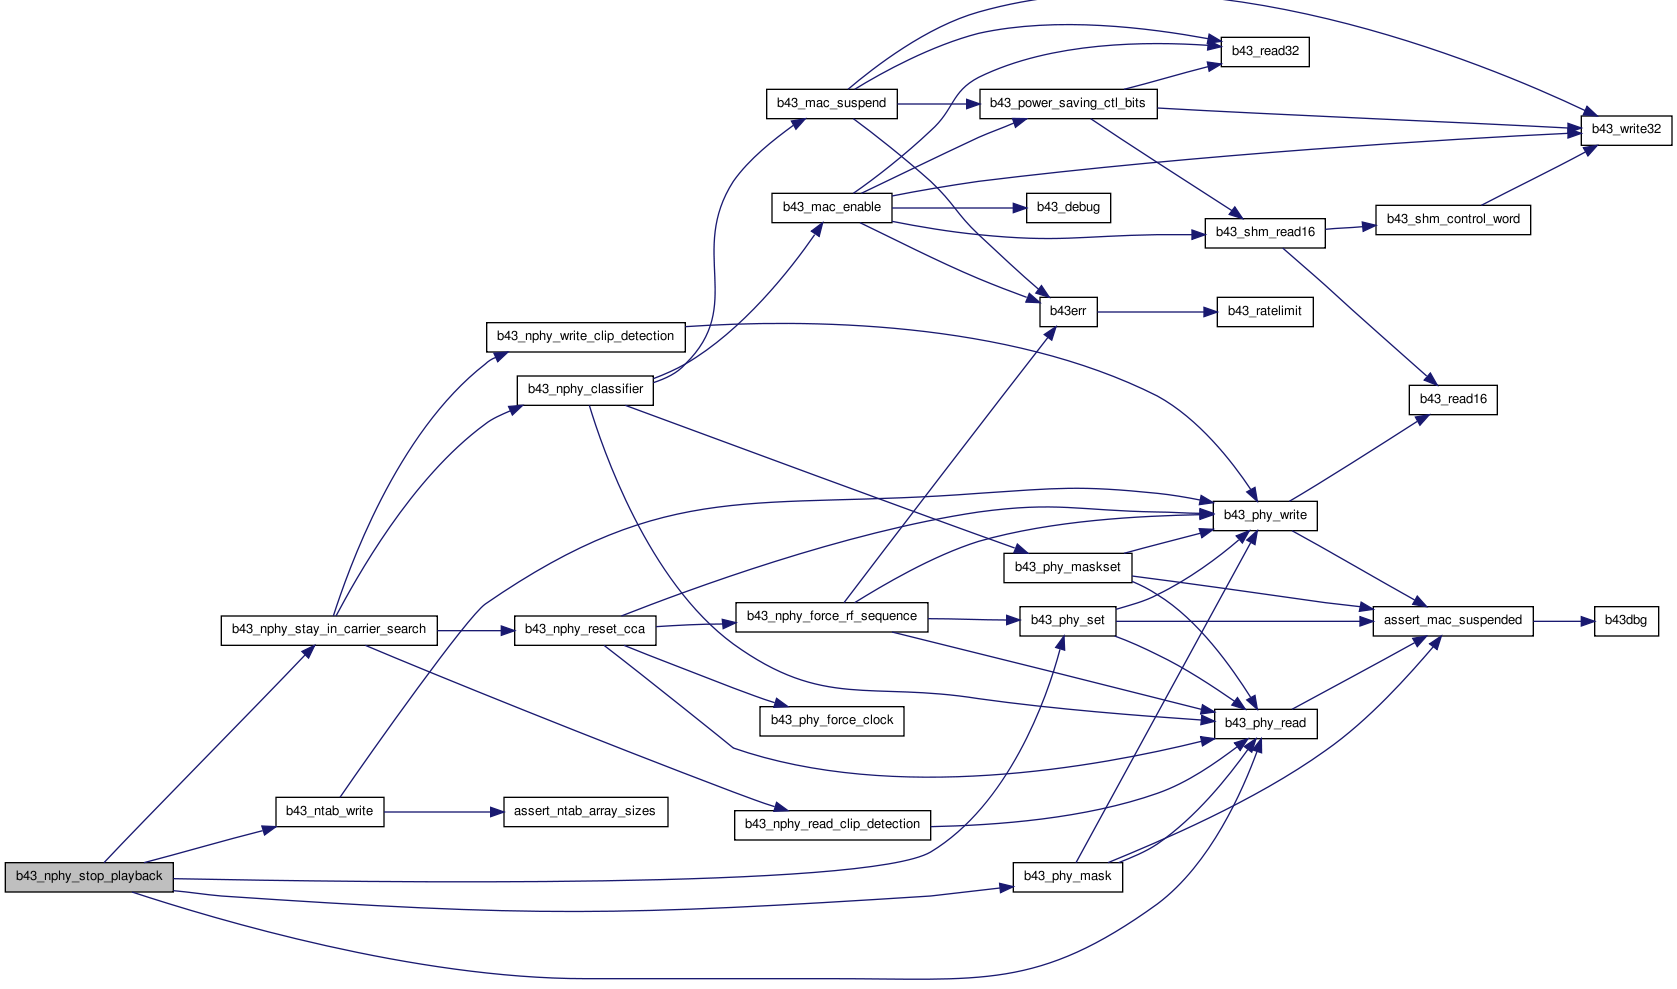 b43_read32
b43_mac_suspend
b43_power_saving_ctl_bits
b43_write32
b43_mac_enable
b43_debug
b43_shm_control_word
b43_shm_read16
b43err
b43_ratelimit
b43_nphy_write_clip_detection
b43_nphy_classifier
b43_read16
b43_phy_write
b43_phy_maskset
b43_nphy_force_rf_sequence
b43_phy_set
assert_mac_suspended
b43dbg
b43_nphy_stay_in_carrier_search
b43_nphy_reset_cca
b43_phy_force_clock
b43_phy_read
b43_ntab_write
assert_ntab_array_sizes
b43_nphy_read_clip_detection
b43_nphy_stop_playback
b43_phy_mask